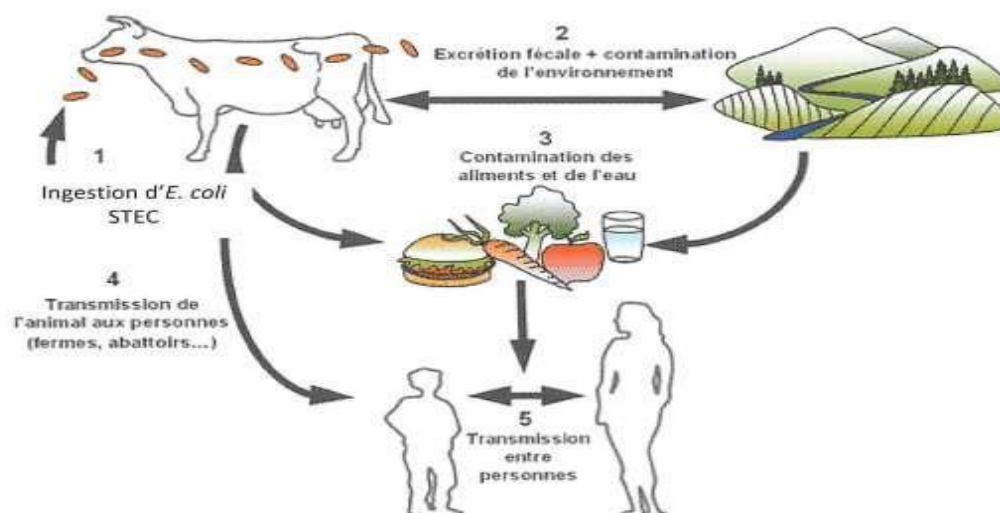 2
Excrétion fécale + contamination
de l'environnement
1
Ingestion d'E. coli
STEC
3
Contamination des
aliments et de l'eau
4
Transmission de
l'animal aux personnes
(fermes, abattoirs...)
5
Transmission
entre
personnes